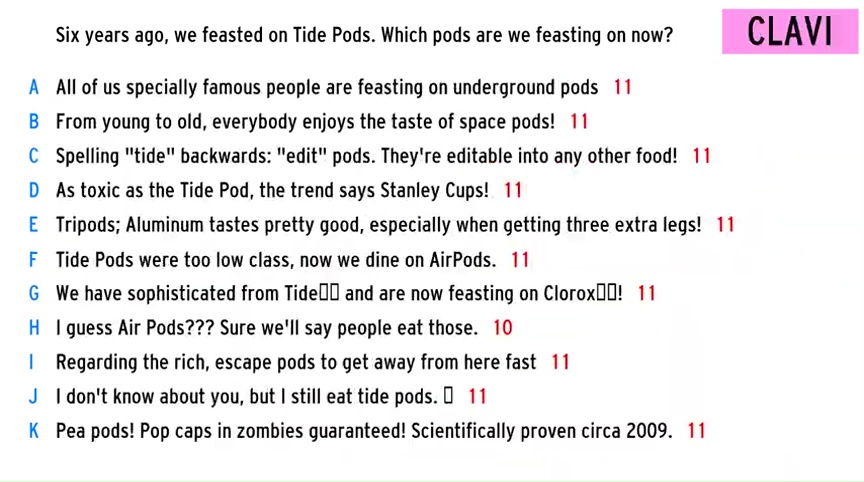 Six years ago, we feasted on Tide Pods. Which pods are we feasting on now?
CLAVI
A All of us specially famous people are feasting on underground pods 11
B From young to old, everybody enjoys the taste of space pods! 11
C Spelling "tide" backwards: "edit" pods. They're editable into any other food! 11
D As toxic as the Tide Pod, the trend says Stanley Cups! 11
E Tripods; Aluminum tastes pretty good, especially when getting three extra legs! 11
F Tide Pods were too low class, now we dine on AirPods. 11
G We have sophisticated from Tide▯▯ and are now feasting on Clorox▯▯! 11
H I guess Air Pods??? Sure we'll say people eat those. 10
I Regarding the rich, escape pods to get away from here fast 11
J I don't know about you, but I still eat tide pods. ▯ 11
K Pea pods! Pop caps in zombies guaranteed! Scientifically proven circa 2009. 11